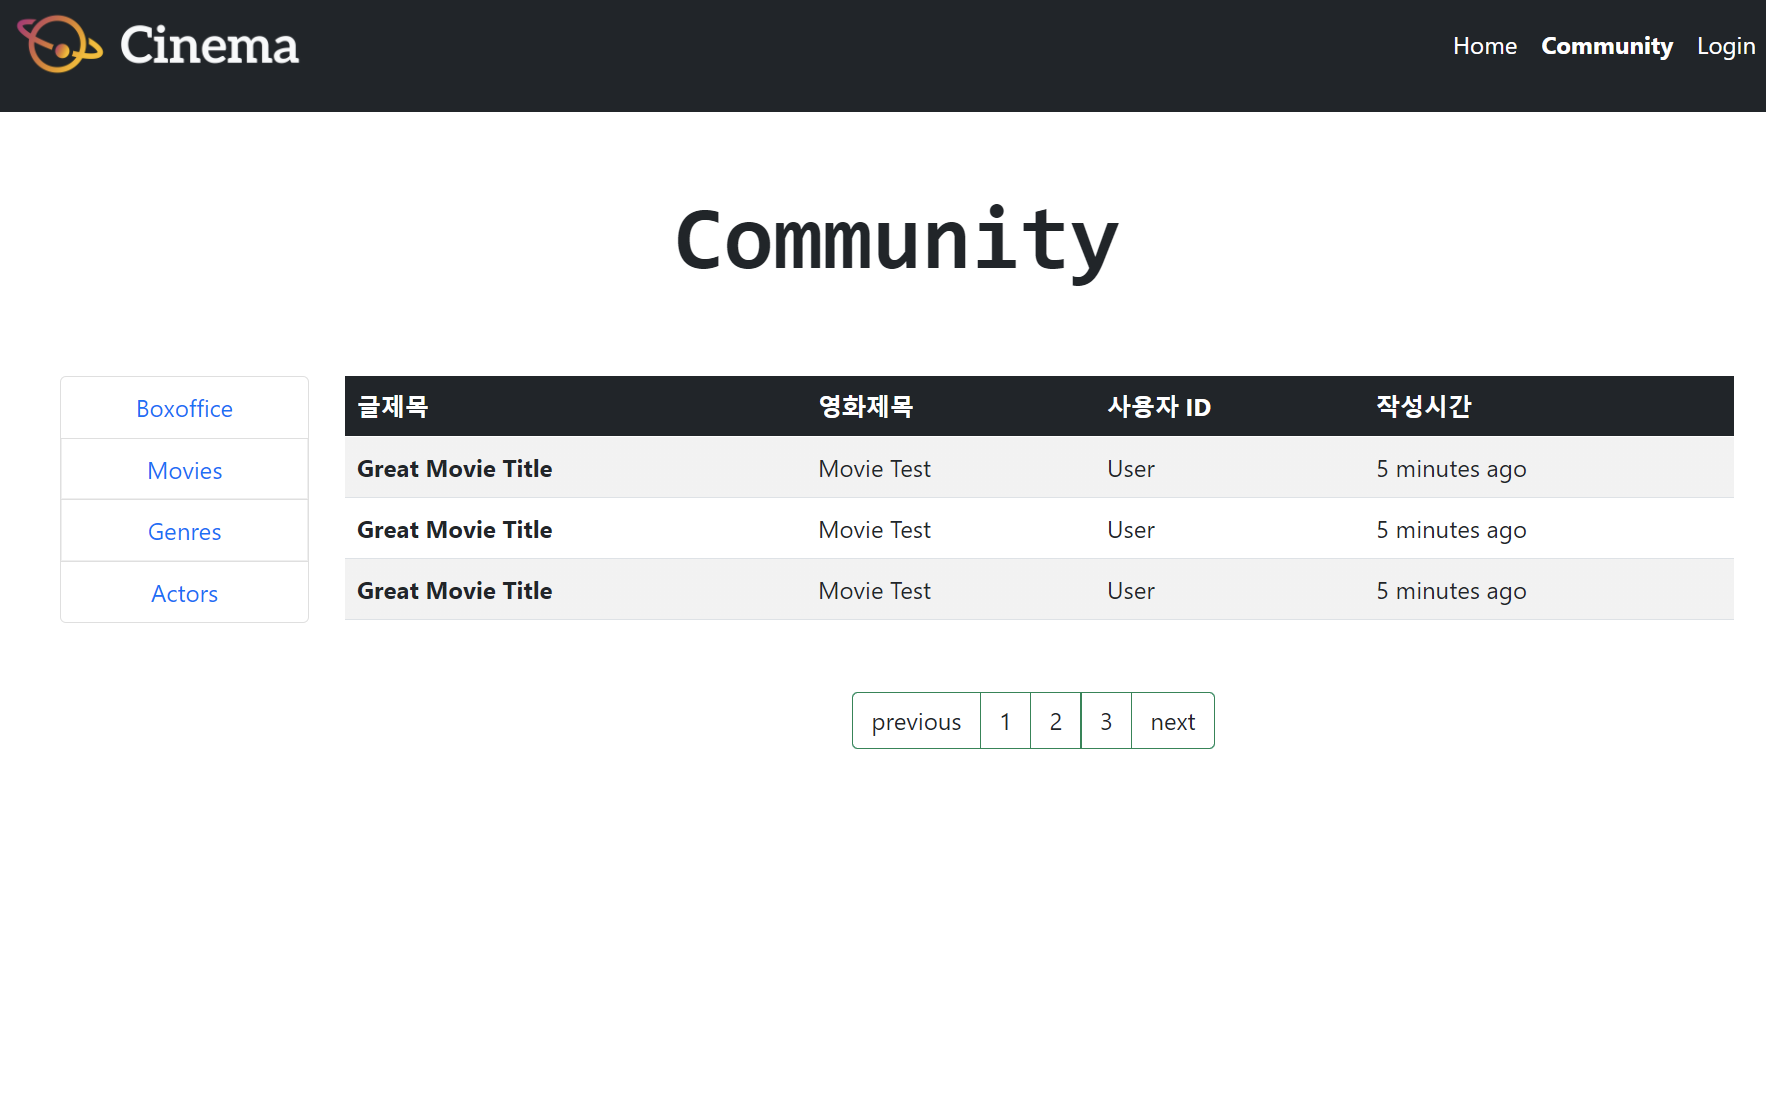 Cinema
Home Community Login
Community
Boxoffice
Movies
Genres
Actors
글제목 영화제목 사용자 ID 작성시간
Great Movie Title Movie Test User 5 minutes ago
Great Movie Title Movie Test User 5 minutes ago
Great Movie Title Movie Test User 5 minutes ago
previous 1 2 3 next